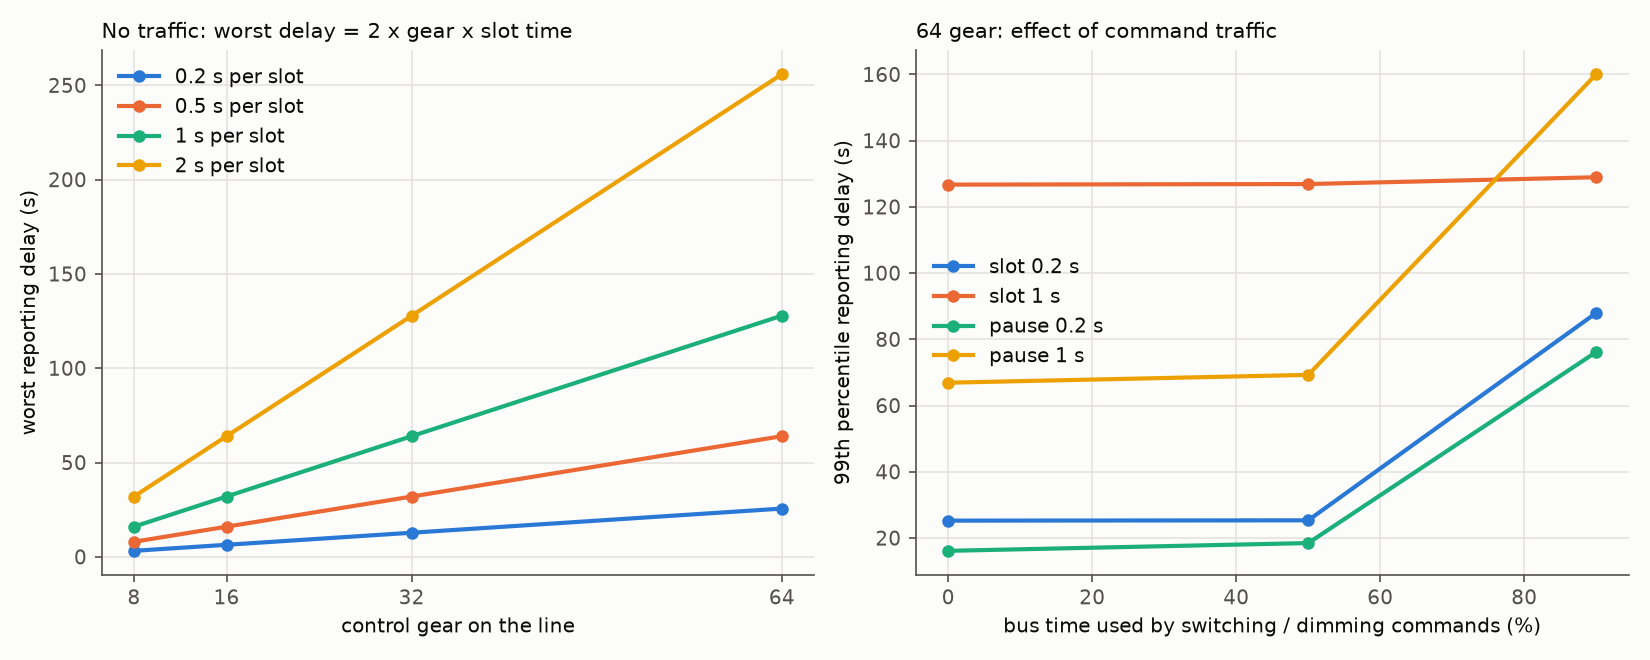 No traffic: worst delay = 2 x gear x slot time
0.2 s per slot
0.5 s per slot
1 s per slot
2 s per slot
250
200
150
100
50
0
worst reporting delay (s)
8 16 32 64
control gear on the line
64 gear: effect of command traffic
slot 0.2 s
slot 1 s
pause 0.2 s
pause 1 s
160
140
120
100
80
60
40
20
99th percentile reporting delay (s)
0 20 40 60 80
bus time used by switching / dimming commands (%)